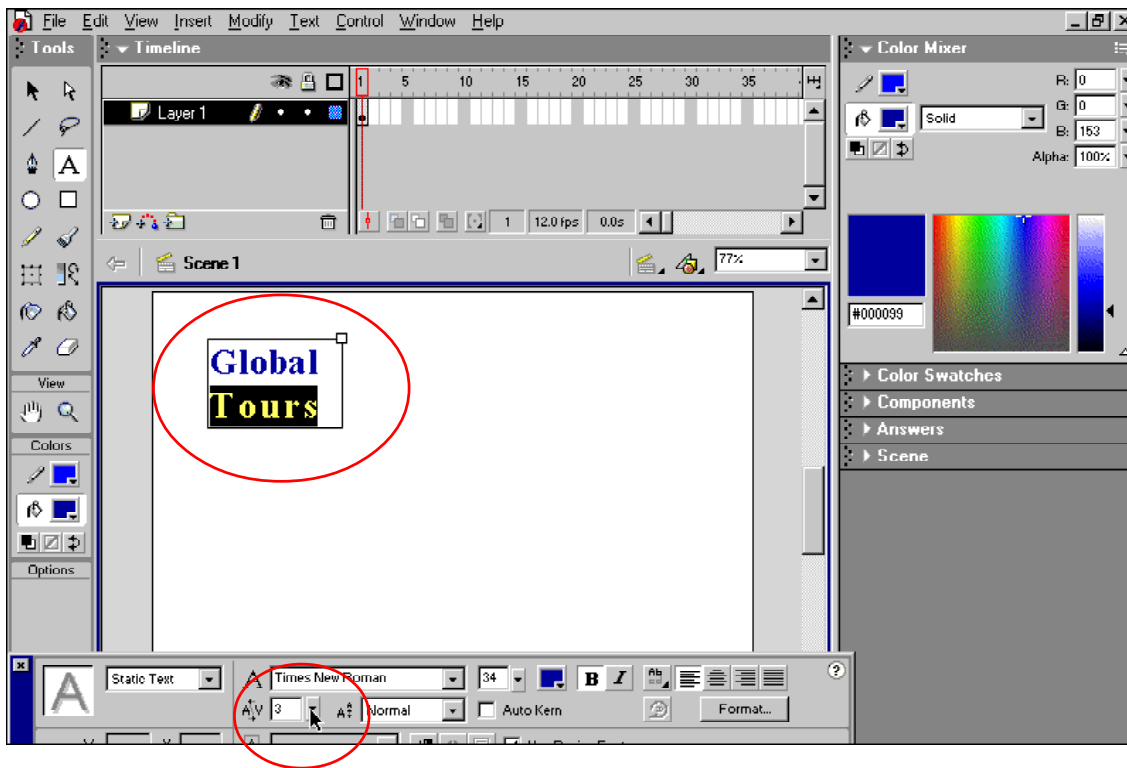 File Edit View Insert Modify Text Control Window Help
Tools
Timeline
Color Mixer
1 5 10 15 20 25 30 35
Layer 1
R: 0
G: 0
Solid
B: 153
Alpha: 100%
A
1 12.0 fps 0.0s
Scene 1
77%
#000099
Global
Tours
View
Colors
Options
Color Swatches
Components
Answers
Scene
A Static Text A Times New Roman 34 B I Ab ?
A V 3 Normal Auto Kern Format...